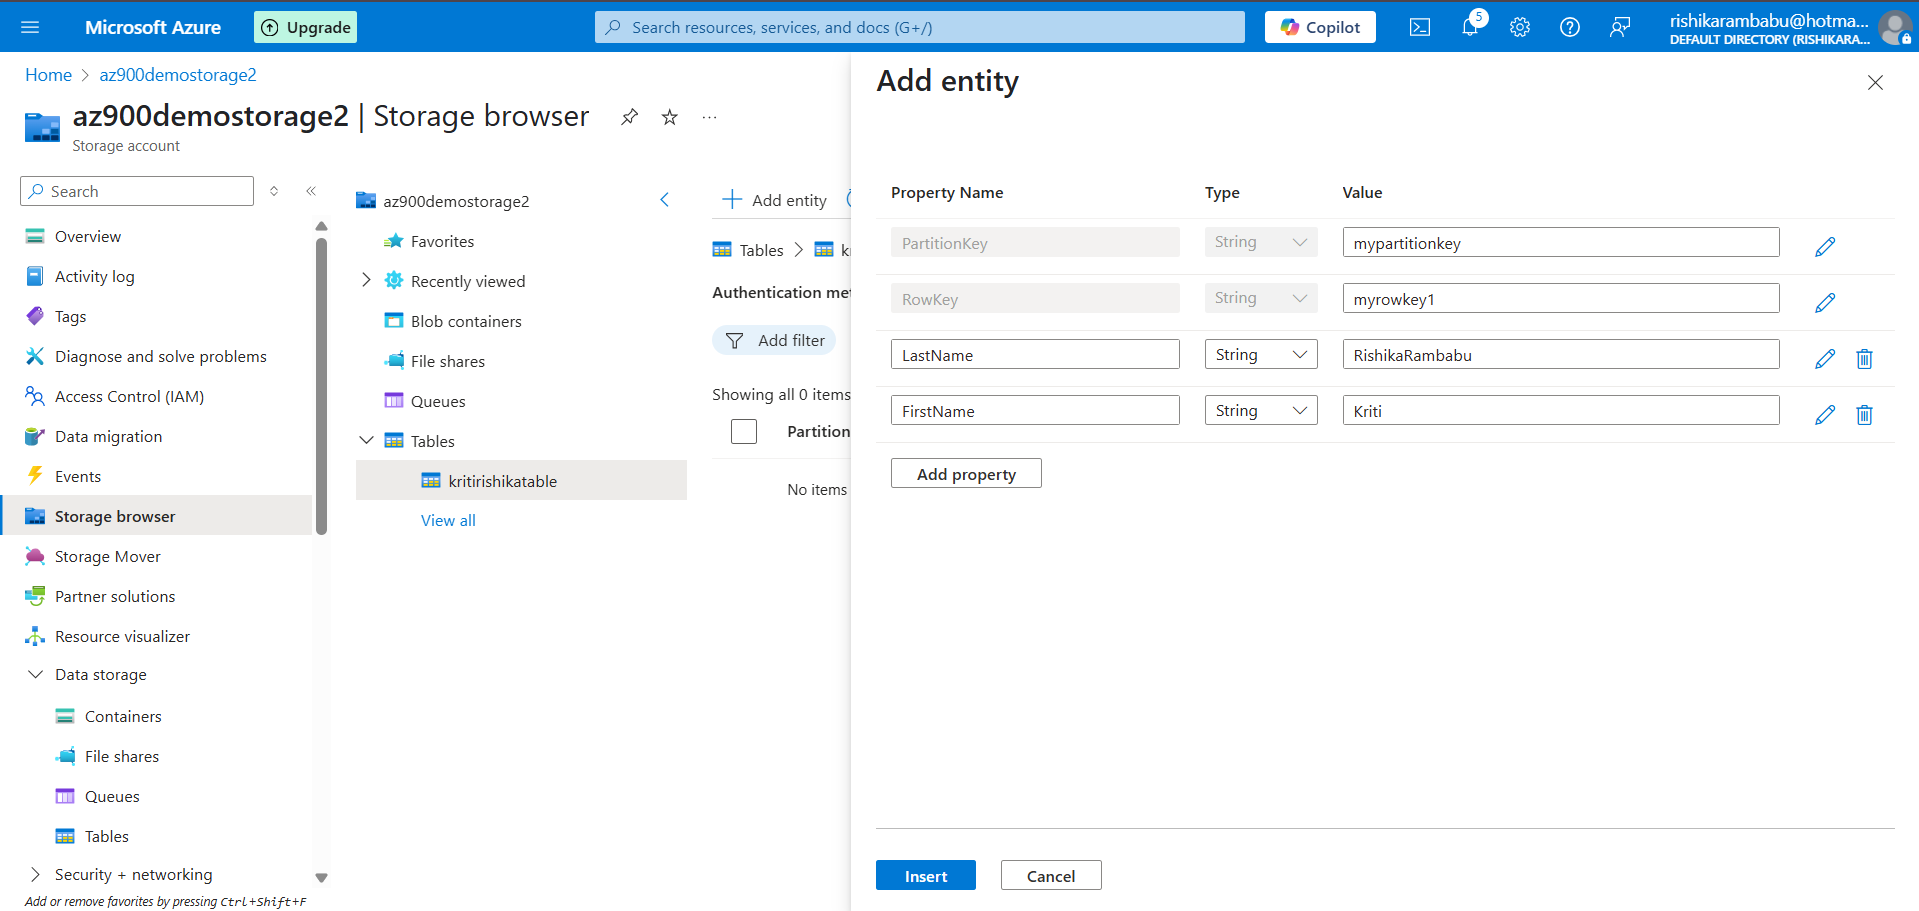 Microsoft Azure
Upgrade
Search resources, services, and docs (G+/)
Copilot
5
rishikarambabu@hotma...
DEFAULT DIRECTORY (RISHIKARA...
Home > az900demostorage2
az900demostorage2 | Storage browser
Storage account
Search
Overview
Activity log
Tags
Diagnose and solve problems
Access Control (IAM)
Data migration
Events
Storage browser
Storage Mover
Partner solutions
Resource visualizer
Data storage
Containers
File shares
Queues
Tables
Security + networking
Add or remove favorites by pressing Ctrl+Shift+F
az900demostorage2
Favorites
Recently viewed
Blob containers
File shares
Queues
Tables
kritirishikatable
View all
Add entity
Tables > k
Authentication me
Add filter
Showing all 0 items
Partition
No items
Add entity
Property Name Type Value
PartitionKey String mypartitionkey
RowKey String myrowkey1
LastName String RishikaRambabu
FirstName String Kriti
Add property
Insert Cancel